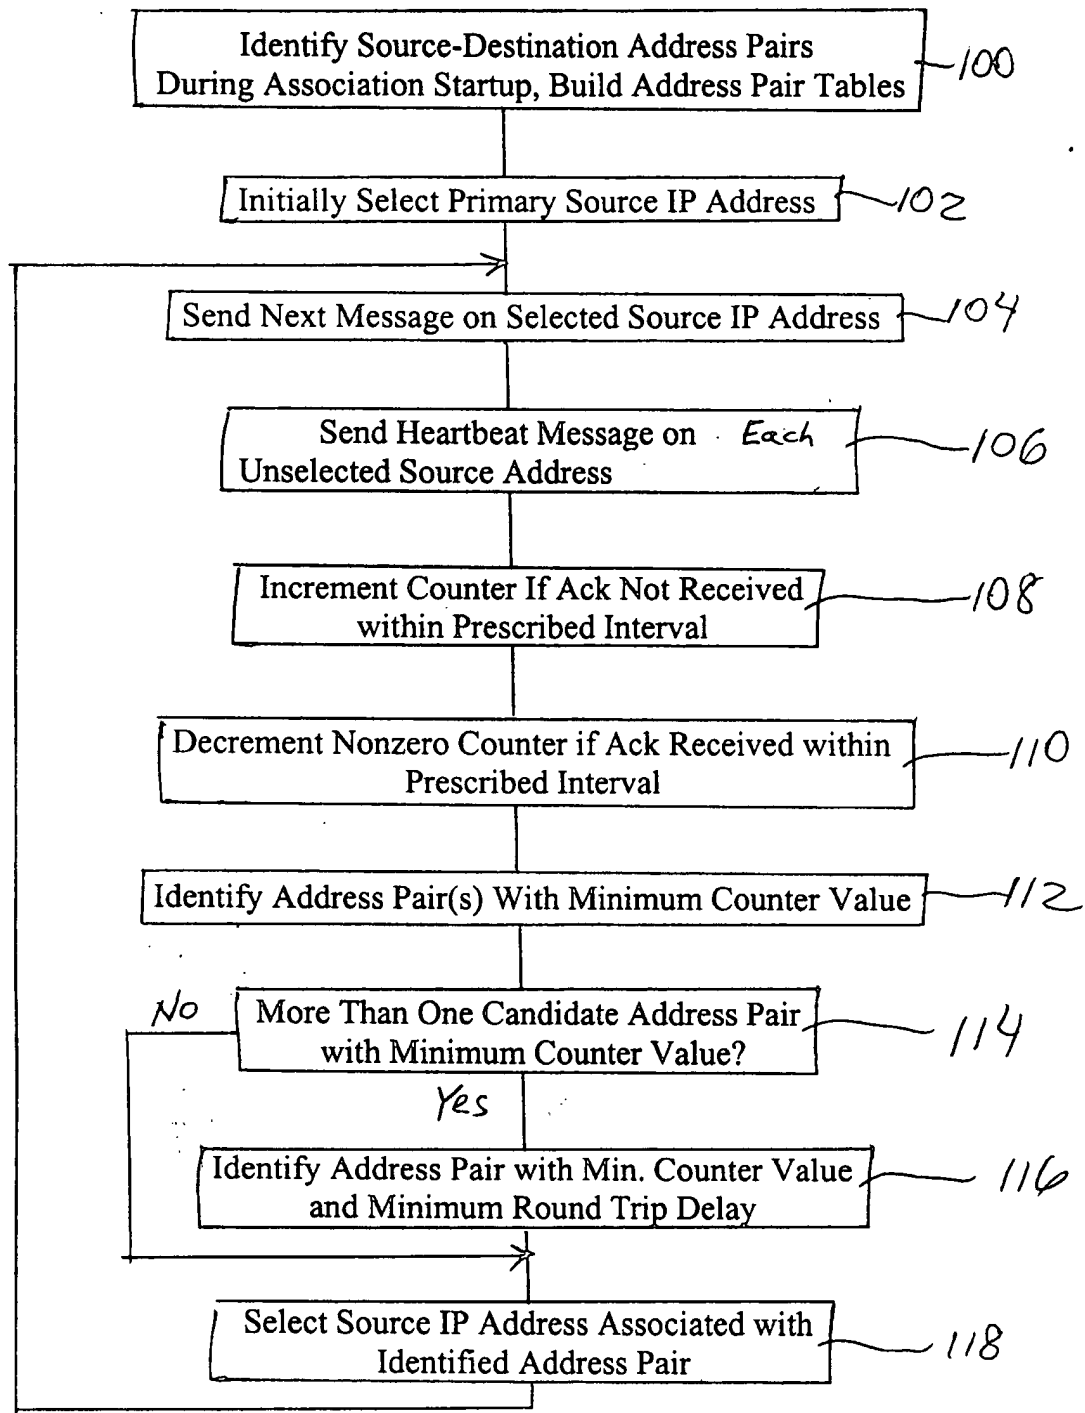 Identify Source-Destination Address Pairs
During Association Startup, Build Address Pair Tables
100
Initially Select Primary Source IP Address
102
Send Next Message on Selected Source IP Address
104
Send Heartbeat Message on Each
Unselected Source Address
106
Increment Counter If Ack Not Received
within Prescribed Interval
108
Decrement Nonzero Counter if Ack Received within
Prescribed Interval
110
Identify Address Pair(s) With Minimum Counter Value
112
No
More Than One Candidate Address Pair
with Minimum Counter Value?
114
Yes
Identify Address Pair with Min. Counter Value
and Minimum Round Trip Delay
116
Select Source IP Address Associated with
Identified Address Pair
118